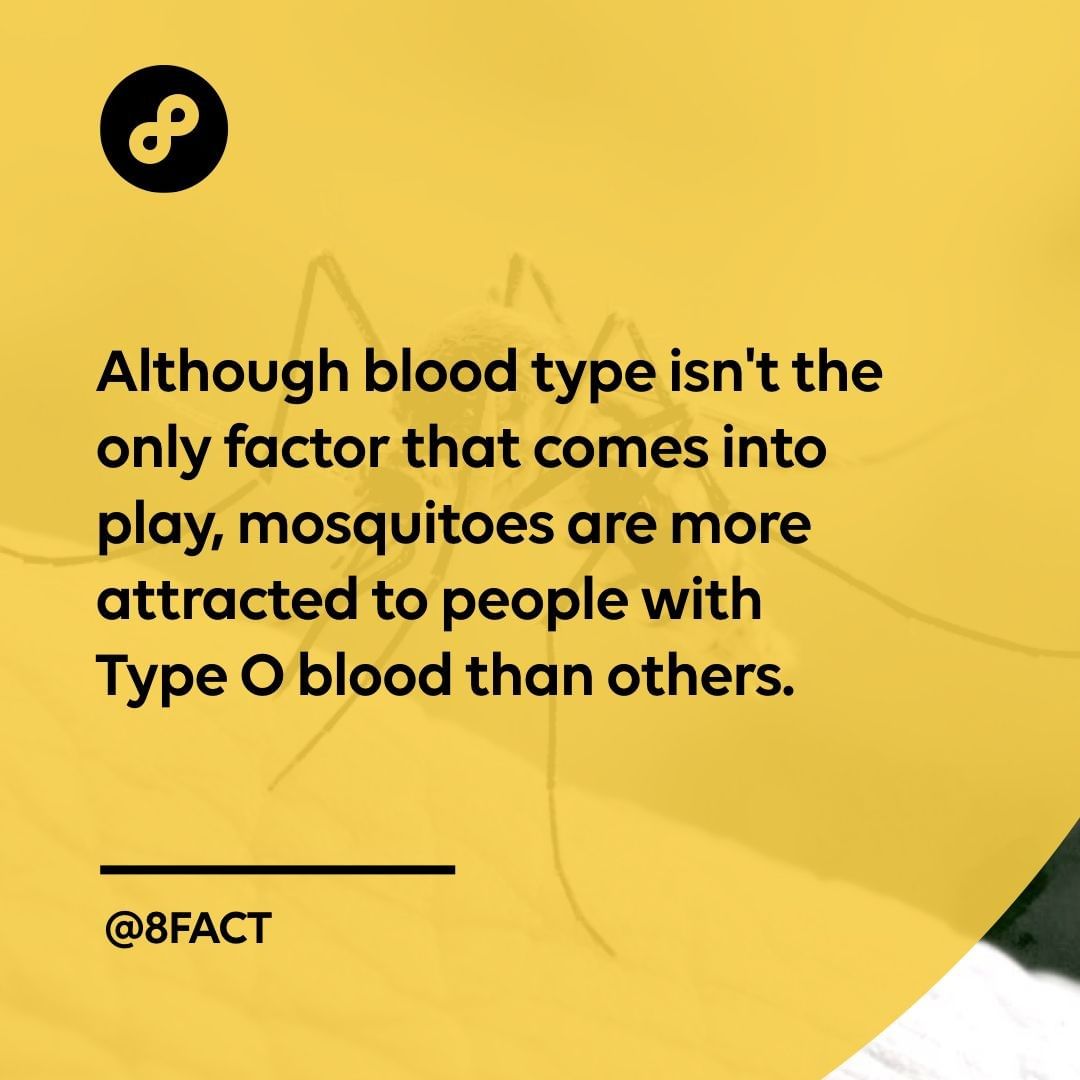 Although blood type isn't the
only factor that comes into
play, mosquitoes are more
attracted to people with
Type O blood than others.
@8FACT